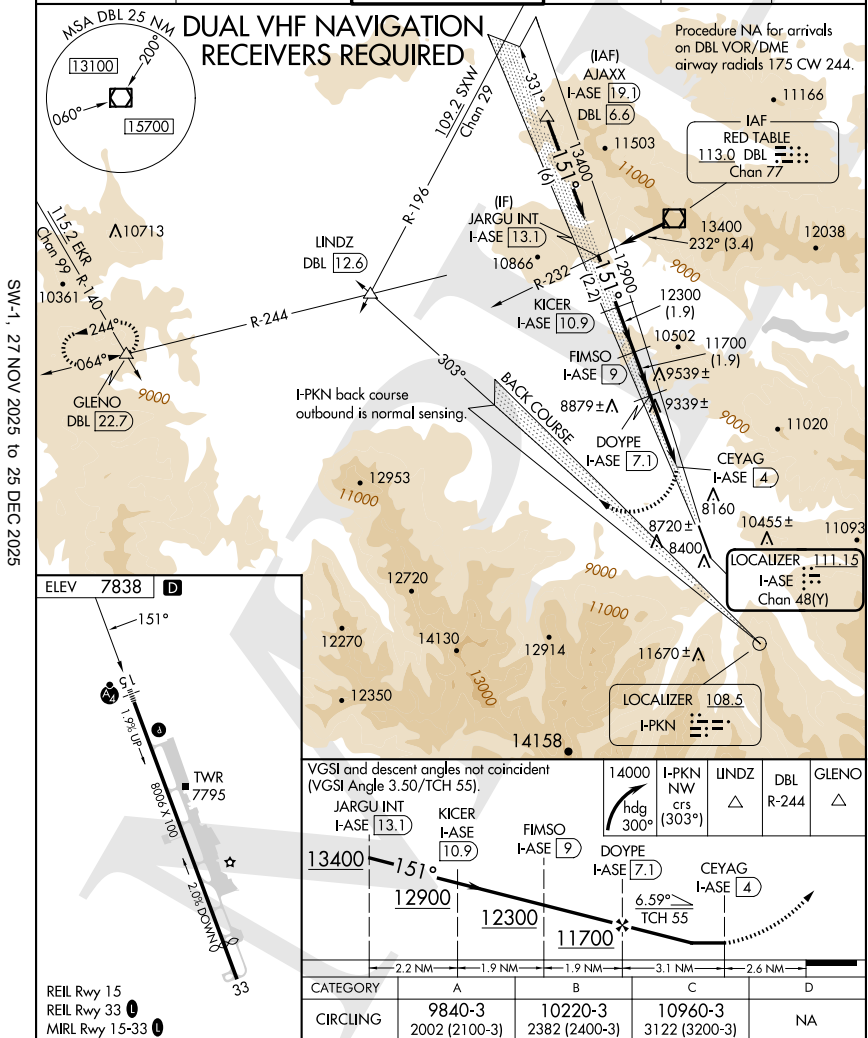 DUAL VHF NAVIGATION
RECEIVERS REQUIRED
MSA DBL 25 NM
13100
200°
060°
15700
Procedure NA for arrivals
on DBL VOR/DME
airway radials 175 CW 244.
11166
IAF
RED TABLE
113.0 DBL
Chan 77
(IAF)
AJAXX
I-ASE 19.1
DBL 6.6
331°
109.2 SXW
Chan 29
11503
11000
13400
151°
(6)
(IF)
JARGU INT
I-ASE 13.1
10866
R-196
R-232
13400
232° (3.4)
12038
9000
12900
151°
(2.2)
12300
(1.9)
KICER
I-ASE 10.9
10502
11700
(1.9)
FIMSO
I-ASE 9
9539±
9339±
8879±
9000
11020
DOYPE
I-ASE 7.1
CEYAG
I-ASE 4
8160
8720±
8400
10455±
11093
LOCALIZER 111.15
I-ASE
Chan 48(Y)
115.2 EKR
Chan 99
R-140
10713
10361
LINDZ
DBL 12.6
R-244
244°
064°
GLENO
DBL 22.7
9000
303°
I-PKN back course
outbound is normal sensing.
BACK COURSE
12953
11000
9000
11000
12720
12270
14130
12914
13000
12350
11670±
14158
LOCALIZER 108.5
I-PKN
SW-1, 27 NOV 2025 to 25 DEC 2025
ELEV 7838 D
151°
15
A4
1.9% UP
8006 X 100
TWR
7795
2.0% DOWN
33
REIL Rwy 15
REIL Rwy 33 L
MIRL Rwy 15-33 L
VGSI and descent angles not coincident
(VGSI Angle 3.50/TCH 55).
14000
hdg
300°
I-PKN
NW
crs
(303°)
LINDZ
DBL
R-244
GLENO
JARGU INT
I-ASE 13.1
KICER
I-ASE
10.9
FIMSO
I-ASE 9
DOYPE
I-ASE 7.1
CEYAG
I-ASE 4
13400
151°
12900
12300
11700
6.59°
TCH 55
2.2 NM 1.9 NM 1.9 NM 3.1 NM 2.6 NM
CATEGORY A B C D
CIRCLING 9840-3 10220-3 10960-3 NA
2002 (2100-3) 2382 (2400-3) 3122 (3200-3)